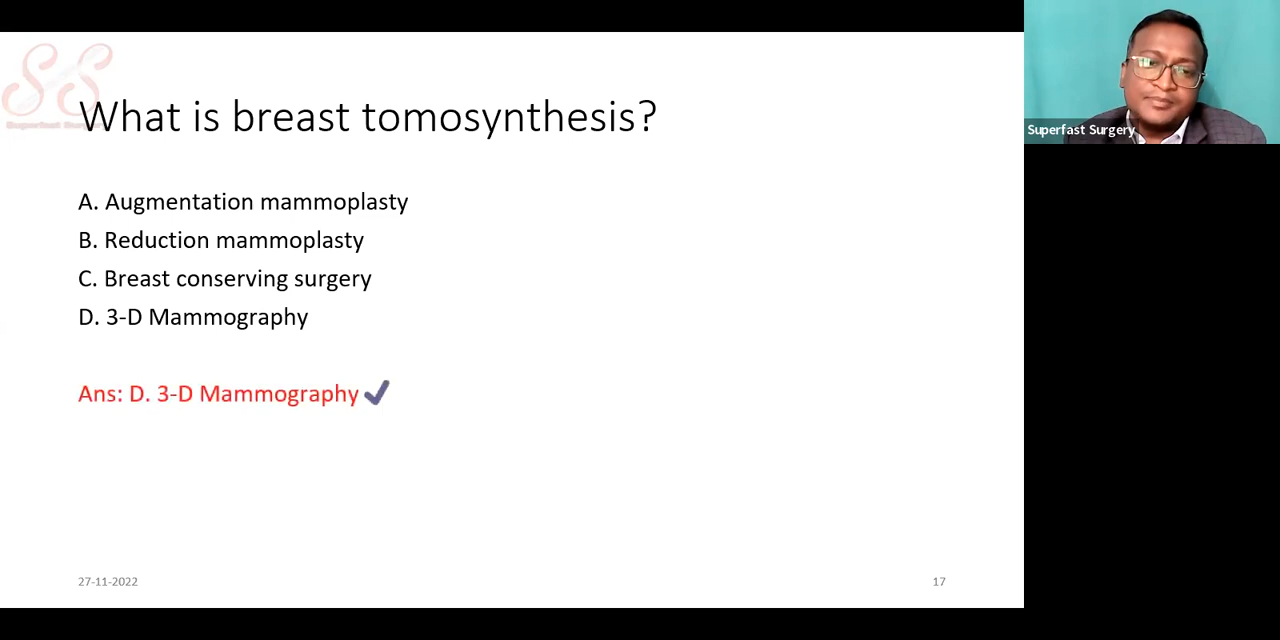 What is breast tomosynthesis?
A. Augmentation mammoplasty
B. Reduction mammoplasty
C. Breast conserving surgery
D. 3-D Mammography
Ans: D. 3-D Mammography
27-11-2022
17
Superfast Surgery